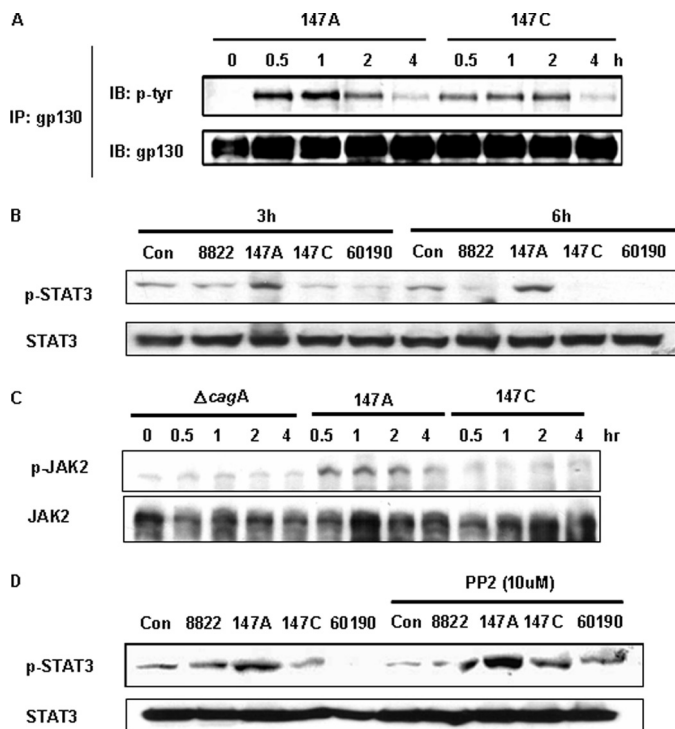 A
147A 147C
0 0.5 1 2 4 0.5 1 2 4 h
IB: p-tyr
IP: gp130
IB: gp130
B
3h 6h
Con 8822 147A 147C 60190 Con 8822 147A 147C 60190
p-STAT3
STAT3
C
ΔcagA 147A 147C
0 0.5 1 2 4 0.5 1 2 4 0.5 1 2 4 hr
p-JAK2
JAK2
D
PP2 (10uM)
Con 8822 147A 147C 60190 Con 8822 147A 147C 60190
p-STAT3
STAT3